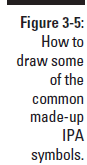 Figure 3-5:
How to
draw some
of the
common
made-up
IPA
symbols.